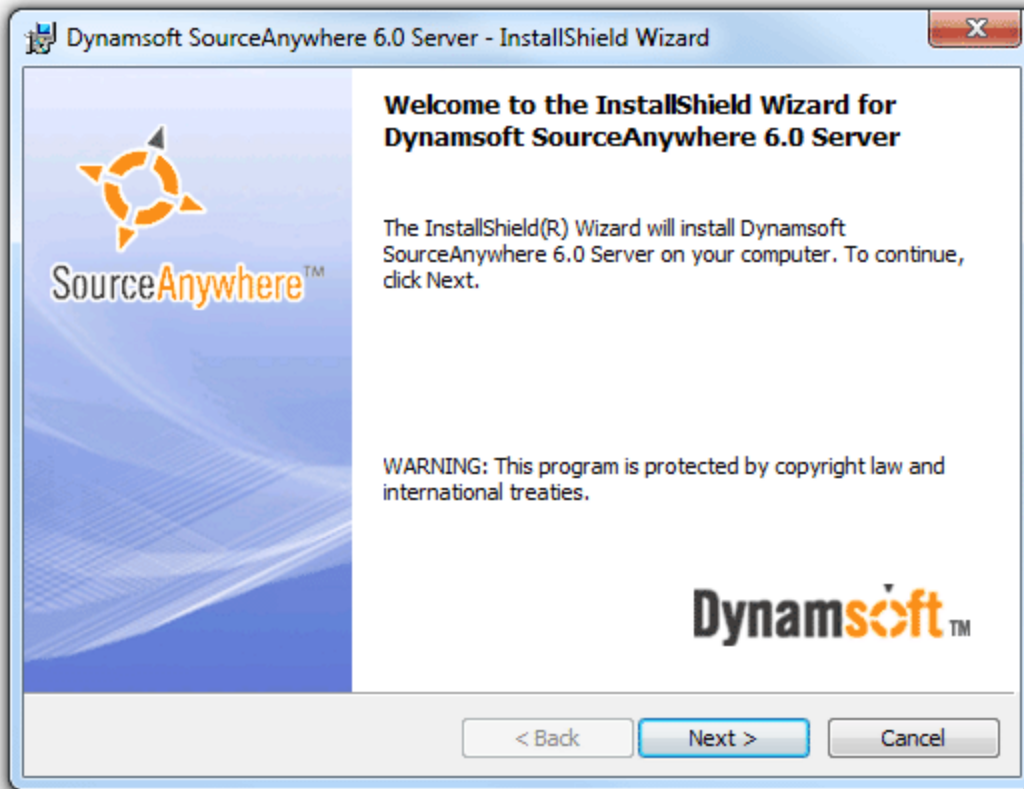 Dynamsoft SourceAnywhere 6.0 Server - InstallShield Wizard
SourceAnywhere™
Welcome to the InstallShield Wizard for
Dynamsoft SourceAnywhere 6.0 Server
The InstallShield(R) Wizard will install Dynamsoft
SourceAnywhere 6.0 Server on your computer. To continue,
click Next.
WARNING: This program is protected by copyright law and
international treaties.
Dynamsoft™
< Back
Next >
Cancel